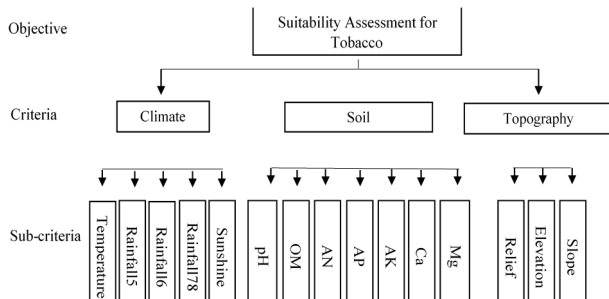 Objective
Suitability Assessment for
Tobacco
Criteria
Climate
Soil
Topography
Sub-criteria
Temperature
Rainfall5
Rainfall6
Rainfall78
Sunshine
pH
OM
AN
AP
AK
Ca
Mg
Relief
Elevation
Slope